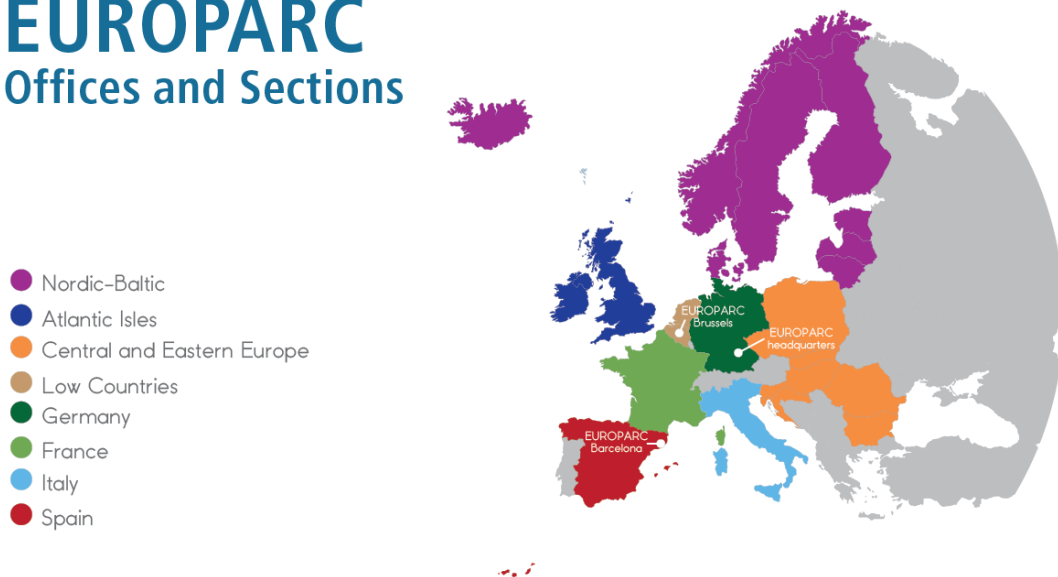 EUROPARC
Offices and Sections
Nordic-Baltic
Atlantic Isles
Central and Eastern Europe
Low Countries
Germany
France
Italy
Spain
EUROPARC
Brussels
EUROPARC
headquarters
EUROPARC
Barcelona